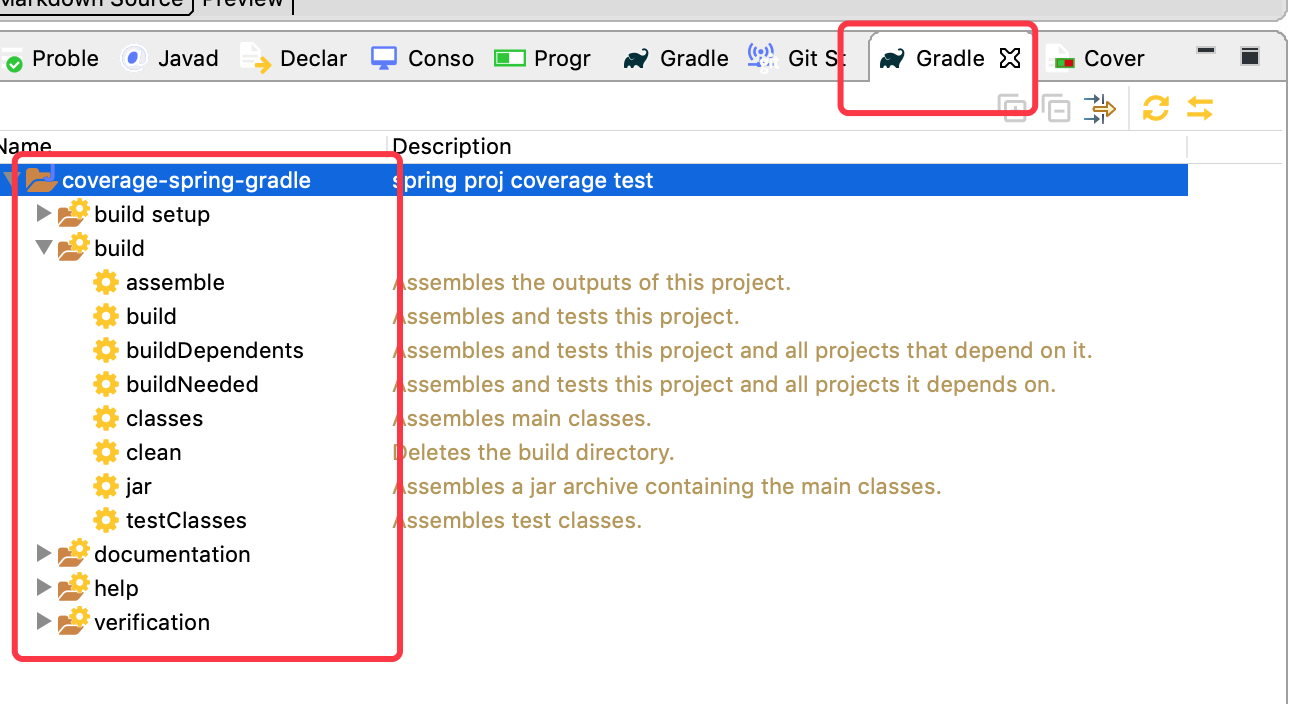 Markdown Source Preview
Proble Javad Declar Conso Progr Gradle Git St Gradle Cover
Name Description
coverage-spring-gradle spring proj coverage test
build setup
build
assemble Assembles the outputs of this project.
build Assembles and tests this project.
buildDependents Assembles and tests this project and all projects that depend on it.
buildNeeded Assembles and tests this project and all projects it depends on.
classes Assembles main classes.
clean Deletes the build directory.
jar Assembles a jar archive containing the main classes.
testClasses Assembles test classes.
documentation
help
verification